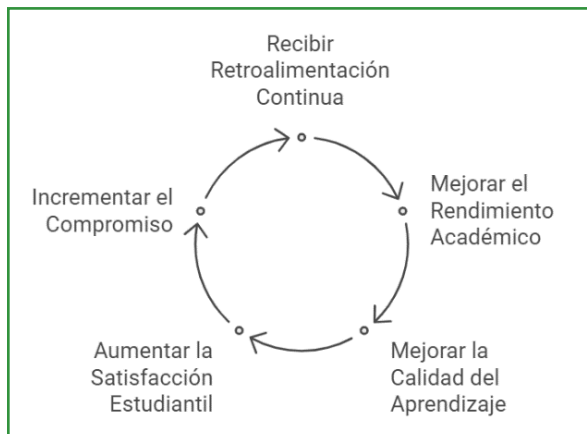 Recibir
Retroalimentación
Continua
Mejorar el
Rendimiento
Académico
Mejorar la
Calidad del
Aprendizaje
Aumentar la
Satisfacción
Estudiantil
Incrementar el
Compromiso